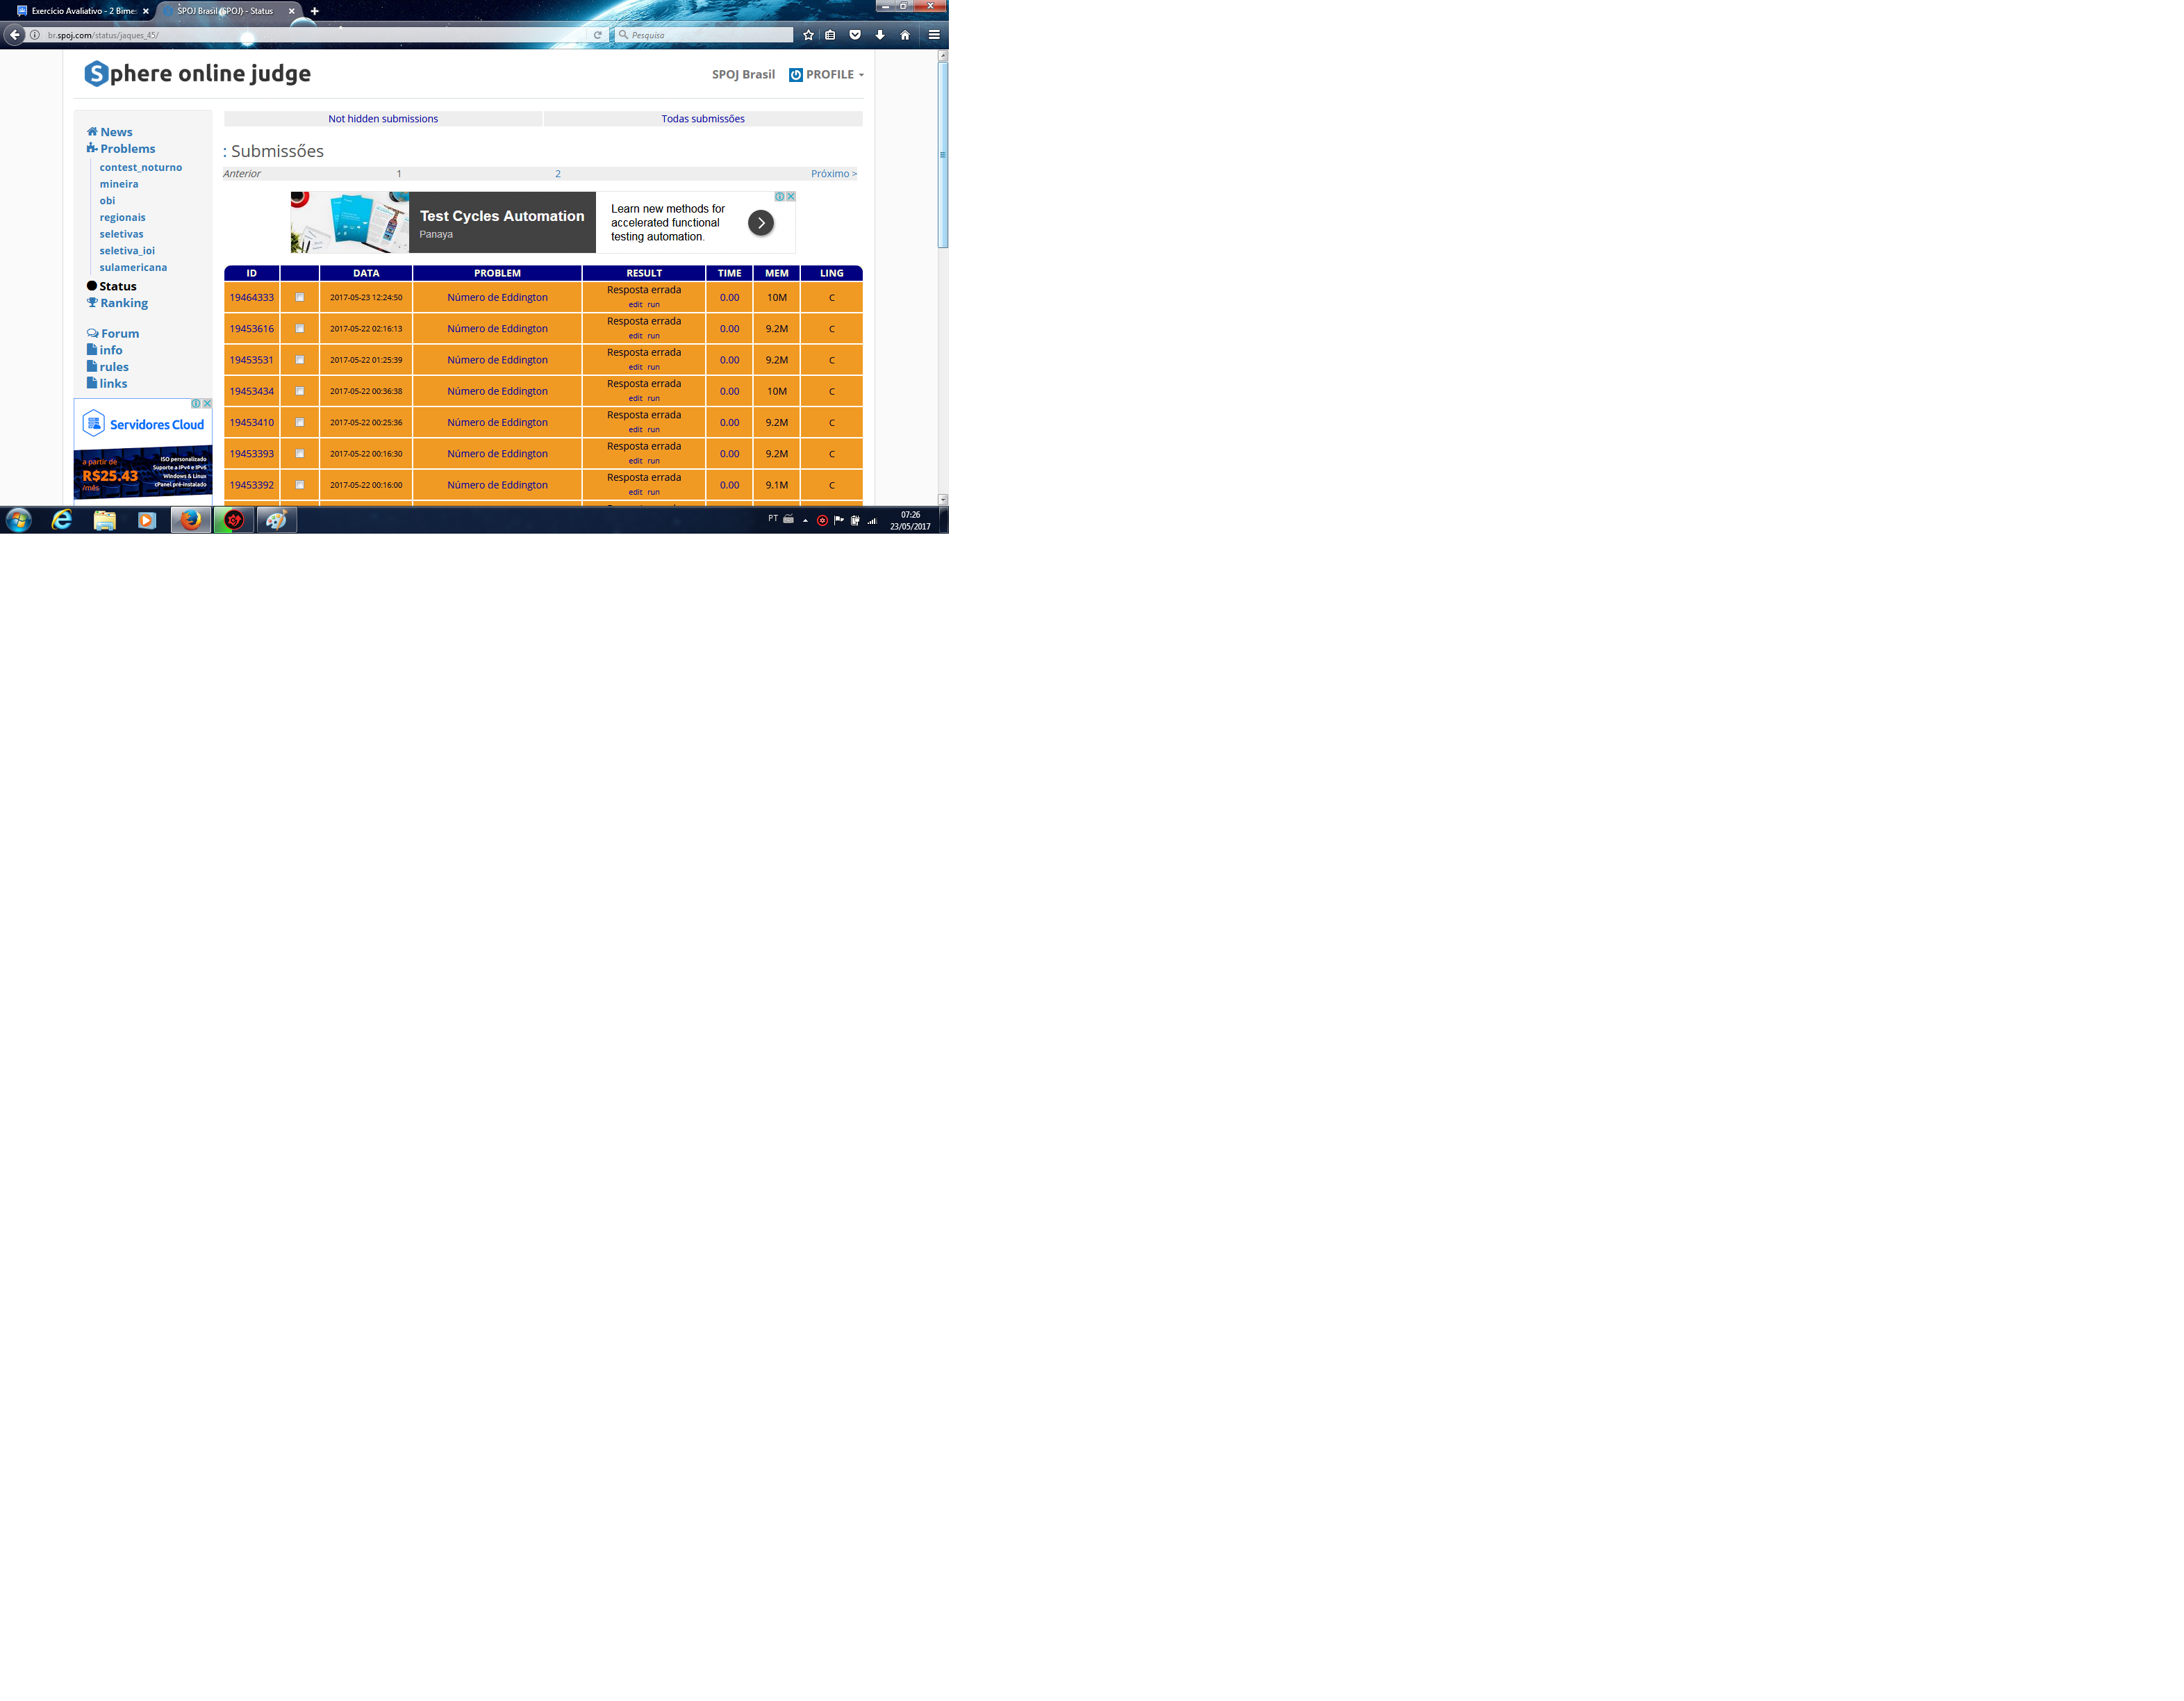 Exercicio Avaliativo - 2 Bime
SPOJ Brasil (SPOJ) - Status
br.spoj.com/status/jaques_45/
Pesquisa
Sphere online judge
SPOJ Brasil
PROFILE
News
Problems
contest_noturno
mineira
obi
regionais
seletivas
seletiva_ioi
sulamericana
Status
Ranking
Forum
info
rules
links
Servidores Cloud
a partir de
R$25.43
/mês
ISO personalizado
Suporte a IPv4 e IPv6
Windows & Linux
cPanel pré-instalado
Not hidden submissions
Todas submissões
: Submissões
Anterior 1 2 Próximo >
Test Cycles Automation
Panaya
Learn new methods for
accelerated functional
testing automation.
ID DATA PROBLEM RESULT TIME MEM LING
19464333 2017-05-23 12:24:50 Número de Eddington Resposta errada 0.00 10M C
edit run
19453616 2017-05-22 02:16:13 Número de Eddington Resposta errada 0.00 9.2M C
edit run
19453531 2017-05-22 01:25:39 Número de Eddington Resposta errada 0.00 9.2M C
edit run
19453434 2017-05-22 00:36:38 Número de Eddington Resposta errada 0.00 10M C
edit run
19453410 2017-05-22 00:25:36 Número de Eddington Resposta errada 0.00 9.2M C
edit run
19453393 2017-05-22 00:16:30 Número de Eddington Resposta errada 0.00 9.2M C
edit run
19453392 2017-05-22 00:16:00 Número de Eddington Resposta errada 0.00 9.1M C
edit run
PT
07:26
23/05/2017